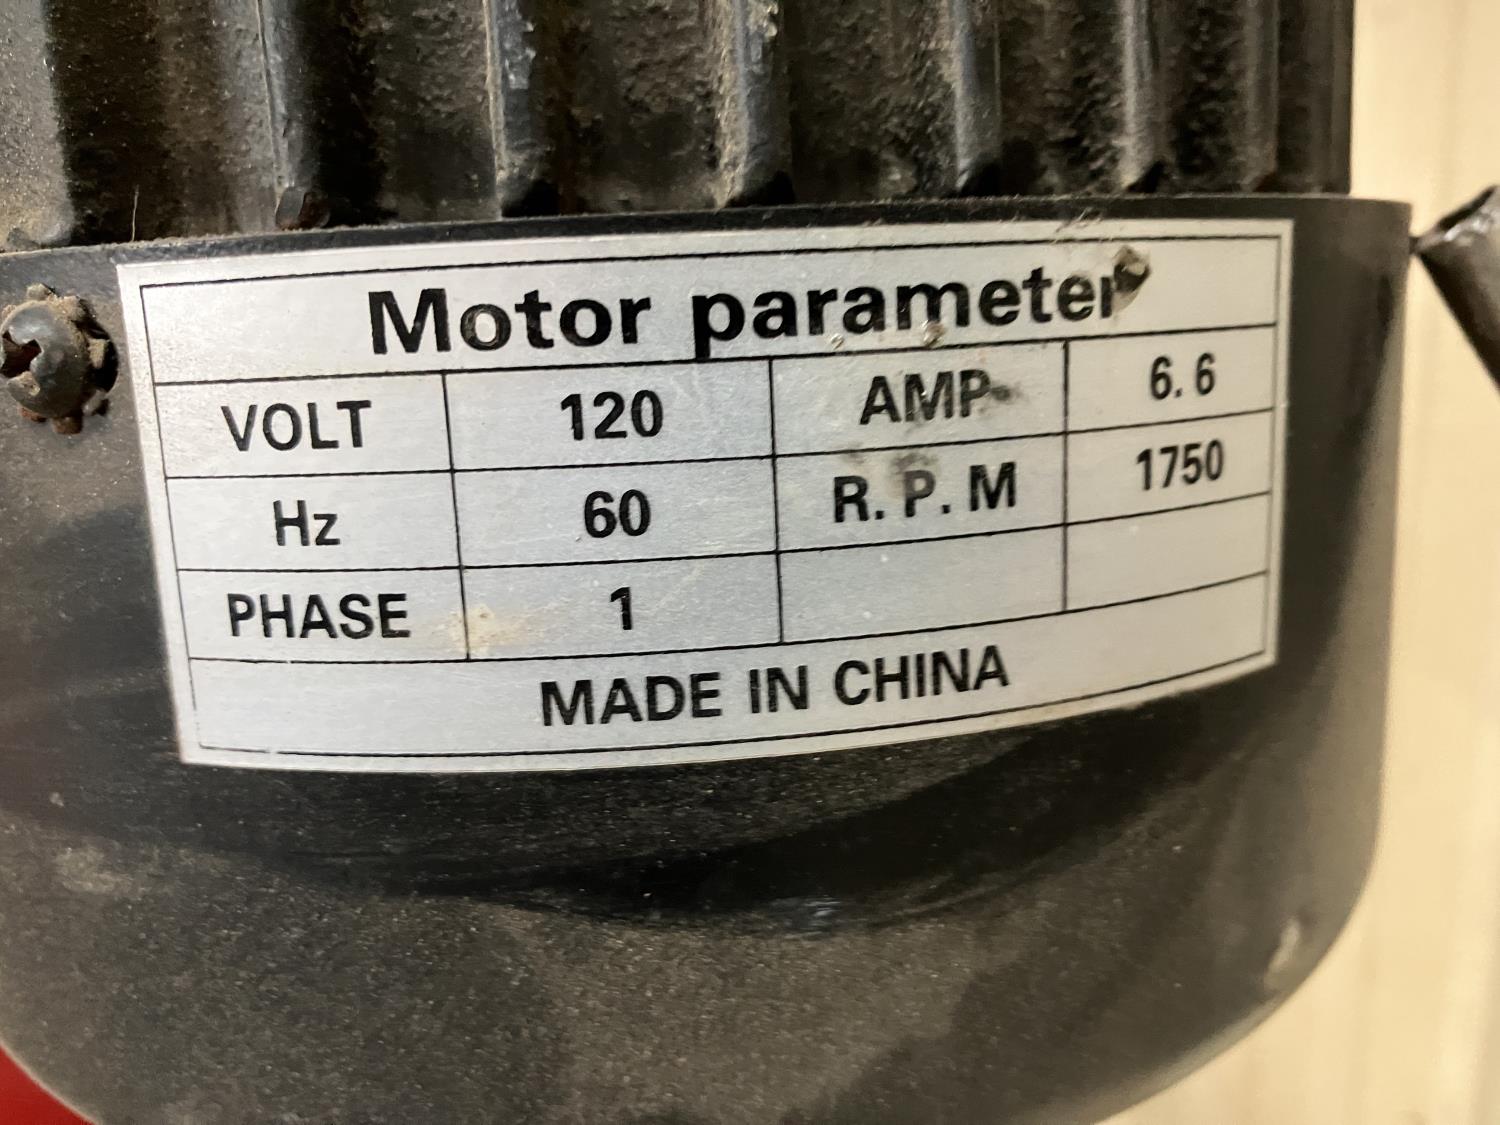 Motor parameter
VOLT 120 AMP 6.6
Hz 60 R.P.M 1750
PHASE 1
MADE IN CHINA